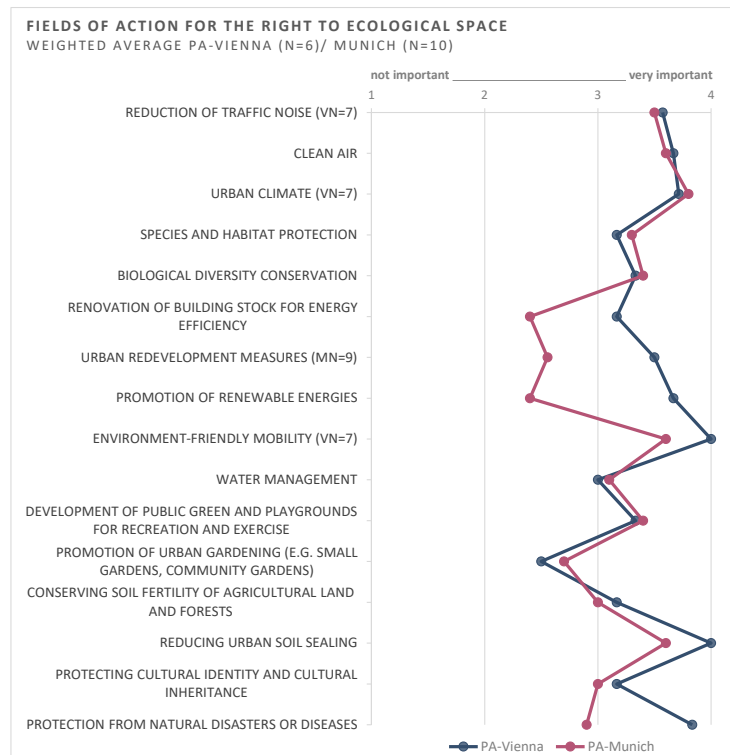 FIELDS OF ACTION FOR THE RIGHT TO ECOLOGICAL SPACE
WEIGHTED AVERAGE PA-VIENNA (N=6)/ MUNICH (N=10)
not important ______________________________ very important
1 2 3 4
REDUCTION OF TRAFFIC NOISE (VN=7)
CLEAN AIR
URBAN CLIMATE (VN=7)
SPECIES AND HABITAT PROTECTION
BIOLOGICAL DIVERSITY CONSERVATION
RENOVATION OF BUILDING STOCK FOR ENERGY
EFFICIENCY
URBAN REDEVELOPMENT MEASURES (MN=9)
PROMOTION OF RENEWABLE ENERGIES
ENVIRONMENT-FRIENDLY MOBILITY (VN=7)
WATER MANAGEMENT
DEVELOPMENT OF PUBLIC GREEN AND PLAYGROUNDS
FOR RECREATION AND EXERCISE
PROMOTION OF URBAN GARDENING (E.G. SMALL
GARDENS, COMMUNITY GARDENS)
CONSERVING SOIL FERTILITY OF AGRICULTURAL LAND
AND FORESTS
REDUCING URBAN SOIL SEALING
PROTECTING CULTURAL IDENTITY AND CULTURAL
INHERITANCE
PROTECTION FROM NATURAL DISASTERS OR DISEASES
PA-Vienna PA-Munich